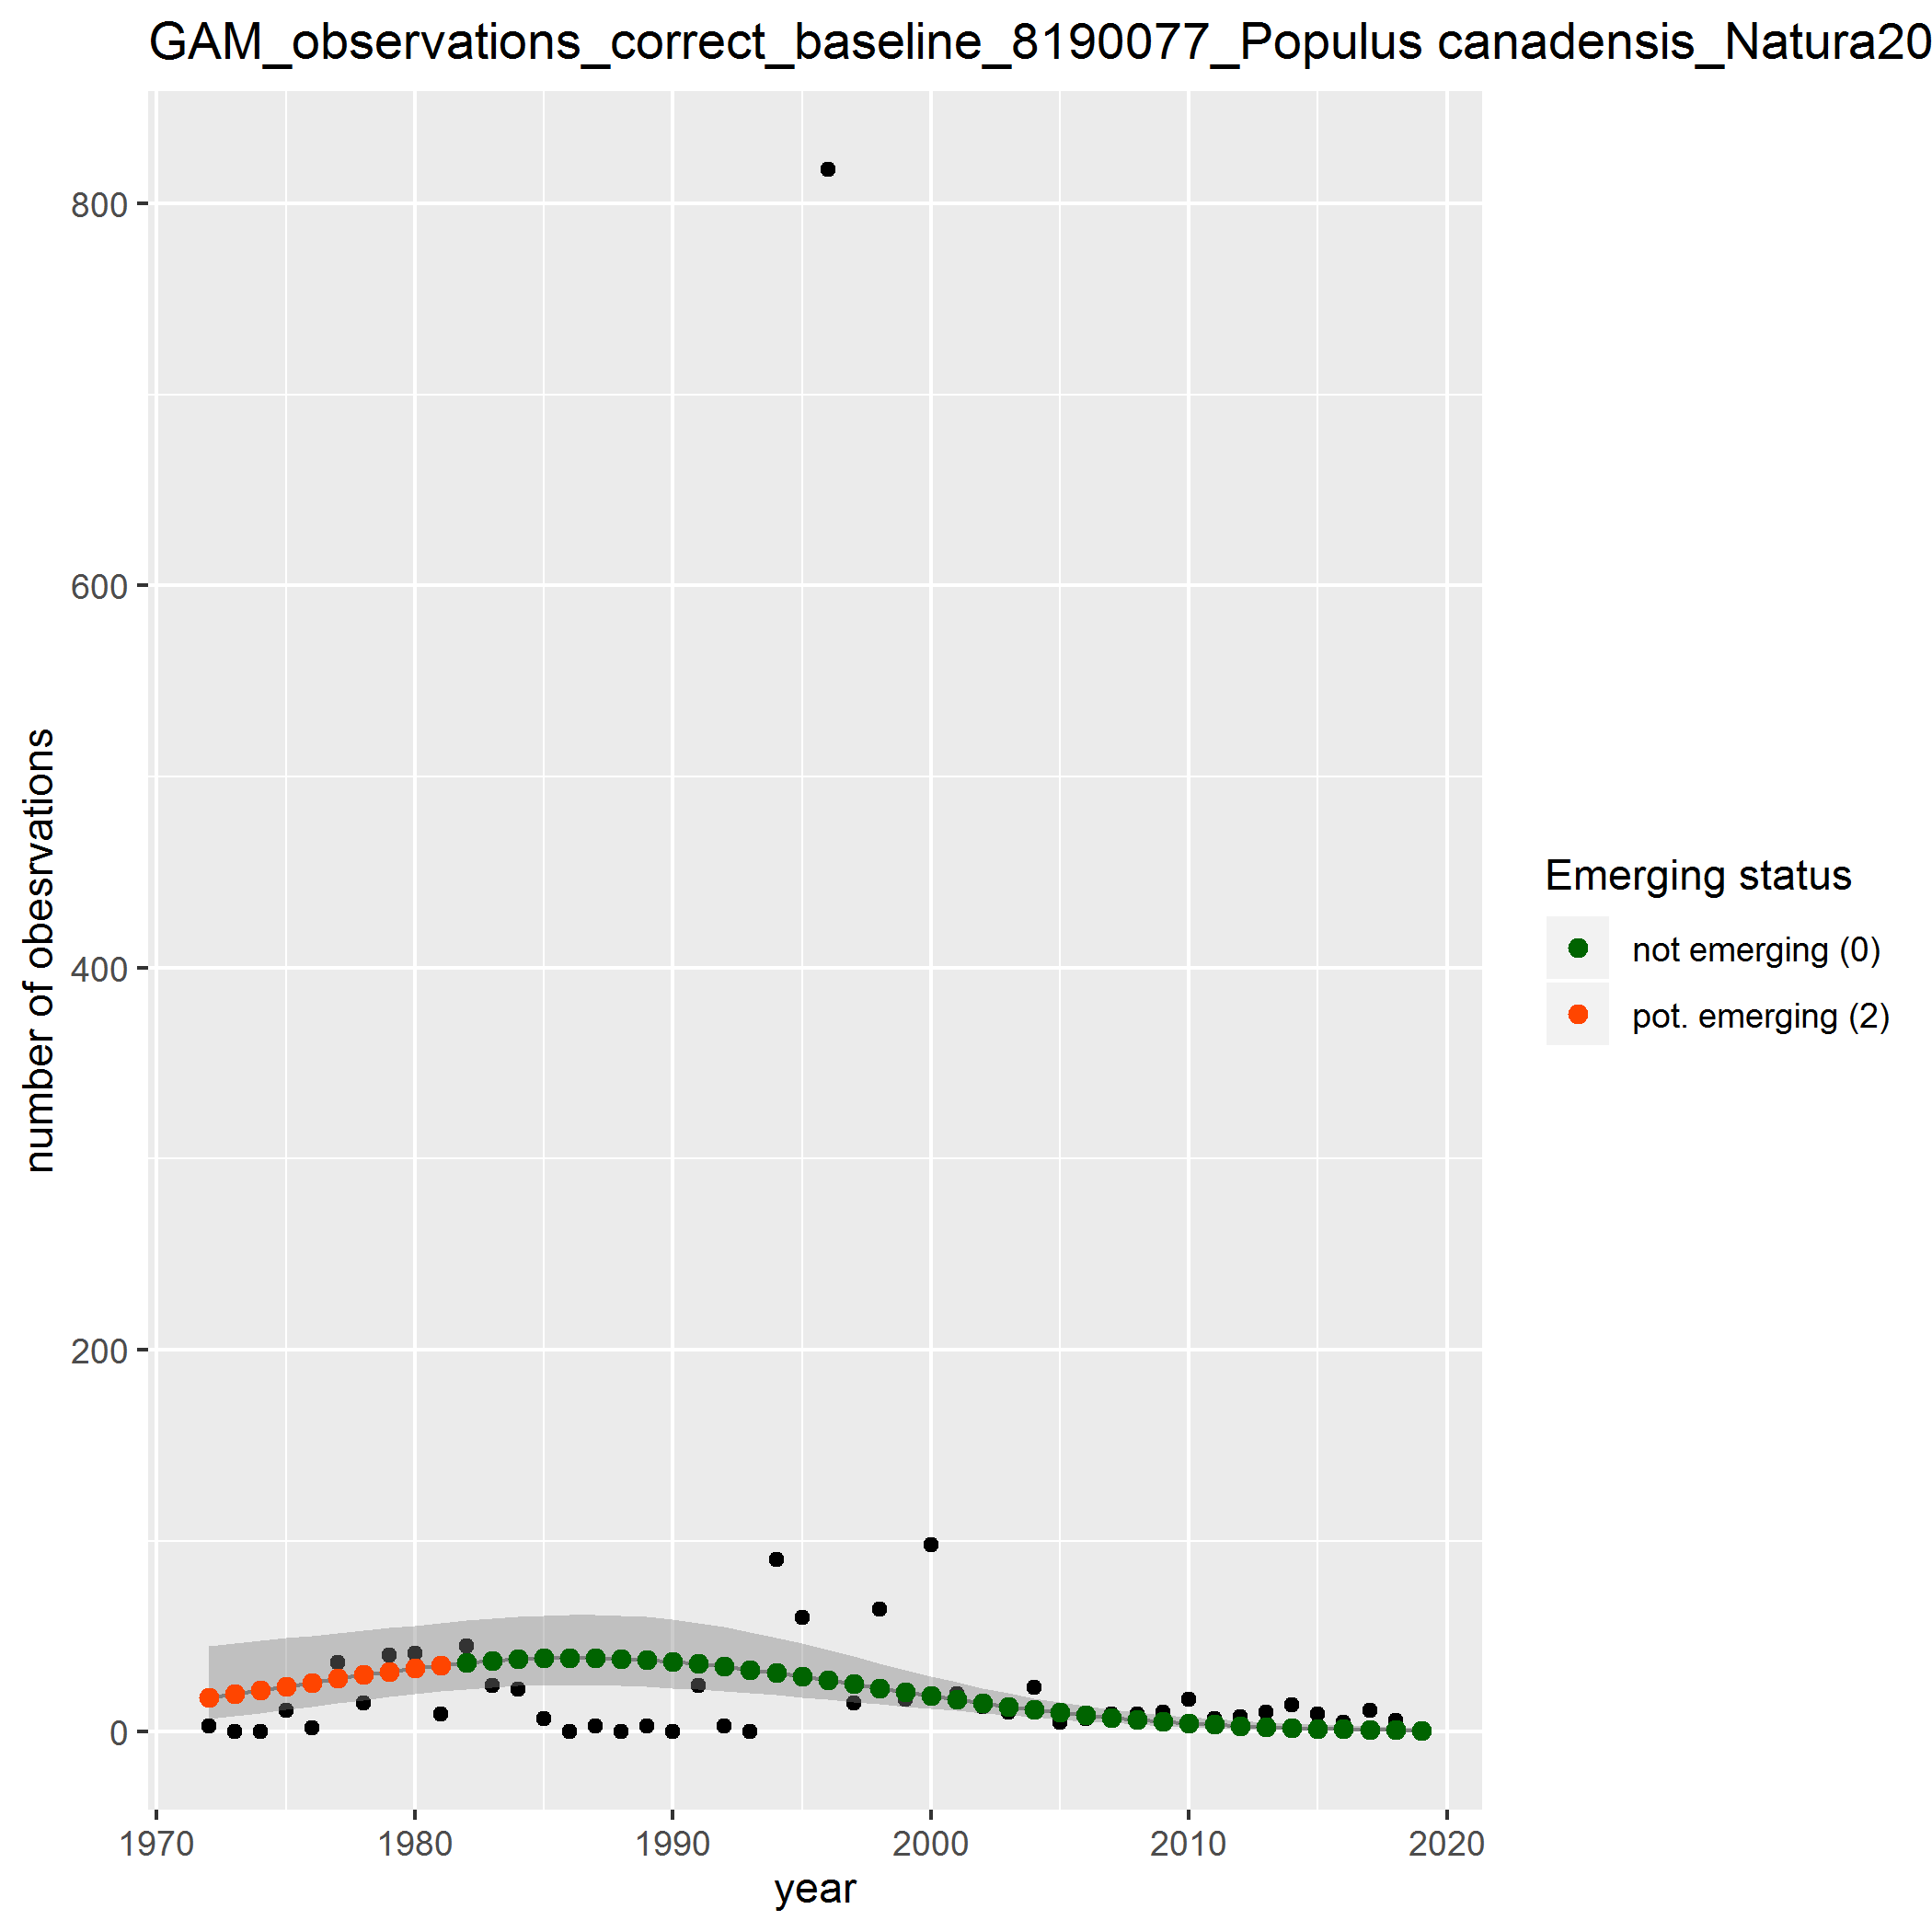 GAM_observations_correct_baseline_8190077_Populus canadensis_Natura20
800
600
400
200
0
number of obesrvations
1970
1980
1990
2000
2010
2020
year
Emerging status
not emerging (0)
pot. emerging (2)